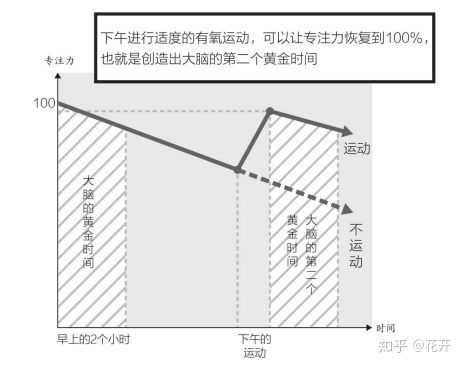 下午进行适度的有氧运动，可以让专注力恢复到100%，
也就是创造出大脑的第二个黄金时间
专注力
100
运动
大脑的黄金时间
大脑的第二个
黄金时间
不运动
时间
早上的2个小时
下午的
运动
知乎 @花开